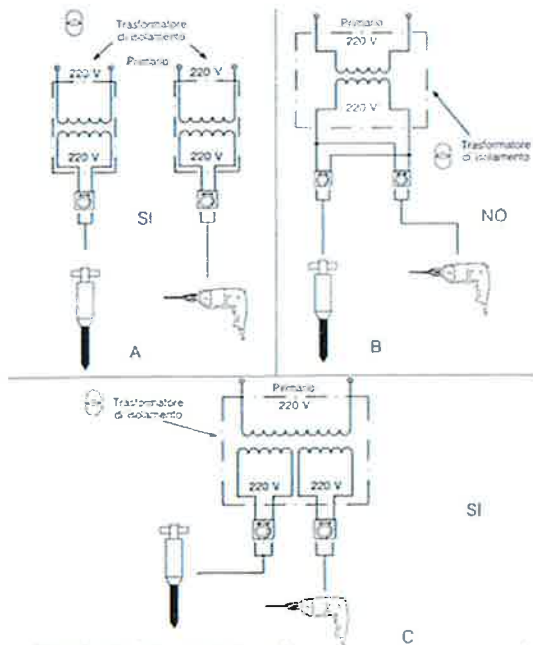 Trasformatore
di isolamento
Primario
220 V
220 V
220 V
220 V
SI
A
Primario
220 V
220 V
Trasformatore
di isolamento
NO
B
Trasformatore
di isolamento
Primario
220 V
220 V
220 V
SI
C